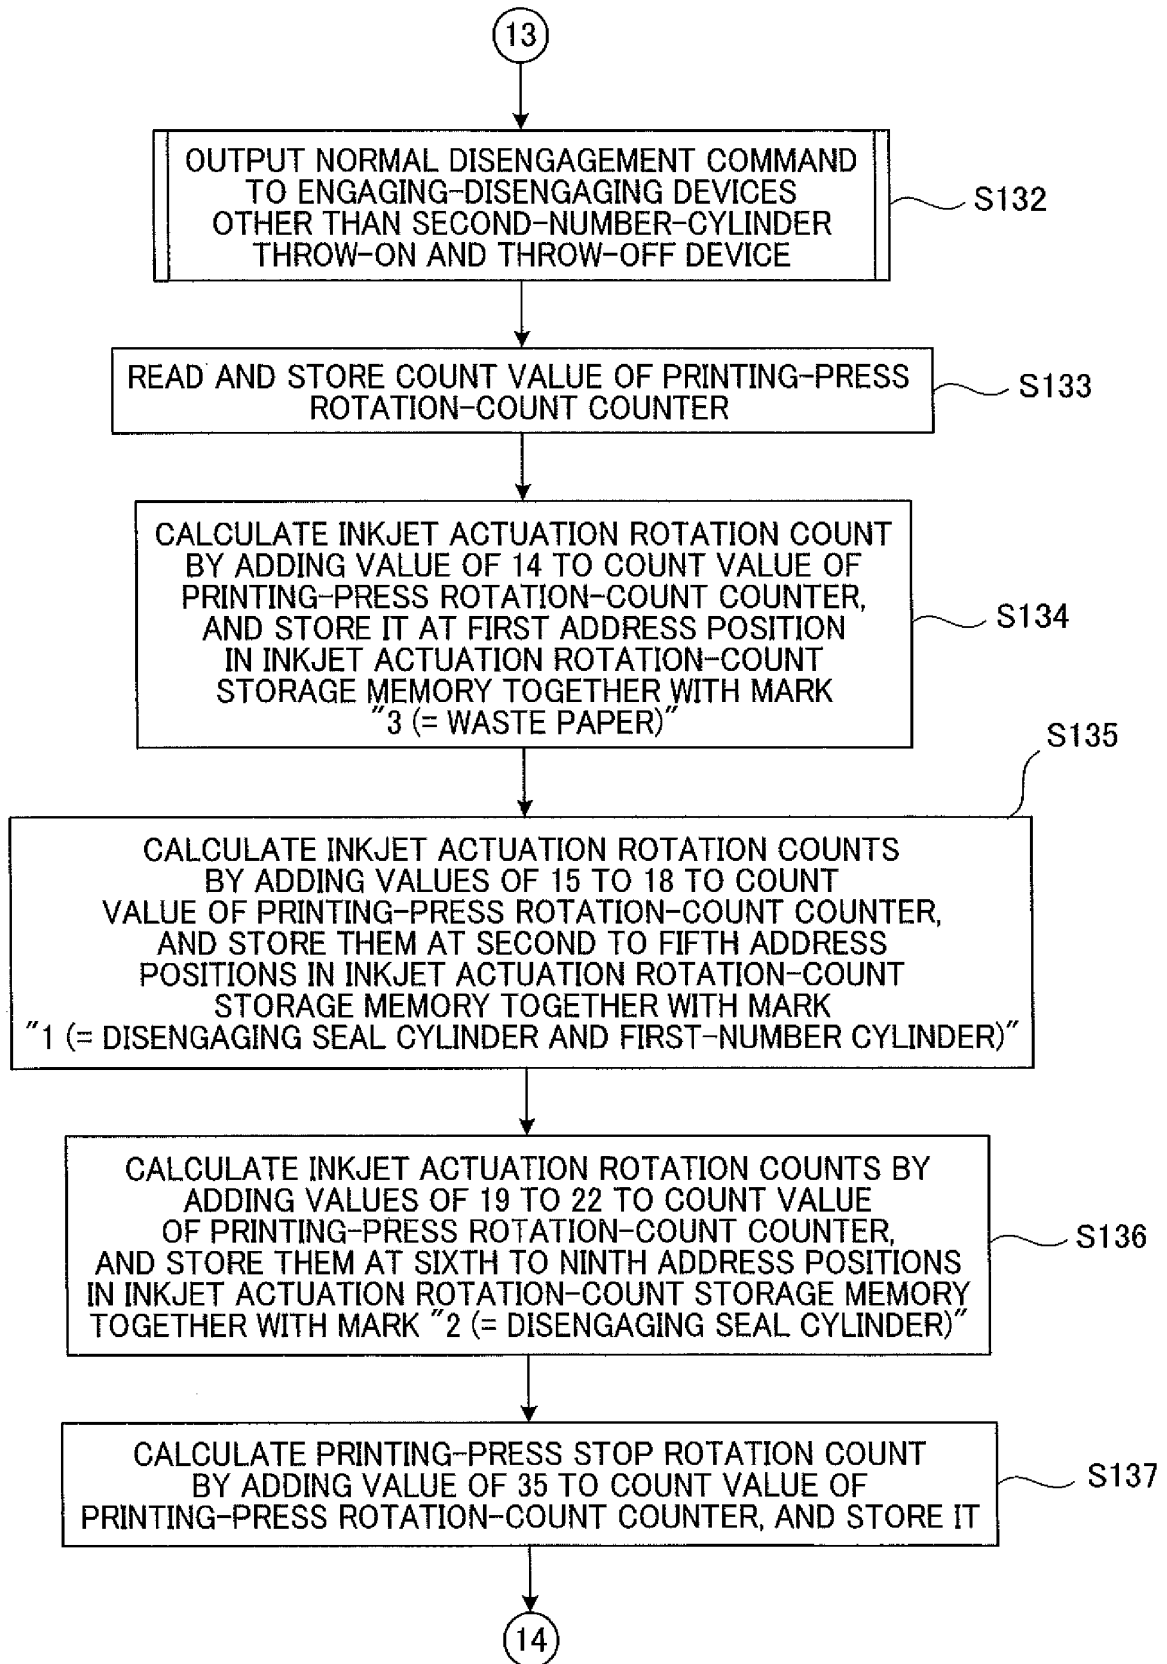 13
OUTPUT NORMAL DISENGAGEMENT COMMAND
TO ENGAGING-DISENGAGING DEVICES
OTHER THAN SECOND-NUMBER-CYLINDER
THROW-ON AND THROW-OFF DEVICE
S132
READ AND STORE COUNT VALUE OF PRINTING-PRESS
ROTATION-COUNT COUNTER
S133
CALCULATE INKJET ACTUATION ROTATION COUNT
BY ADDING VALUE OF 14 TO COUNT VALUE OF
PRINTING-PRESS ROTATION-COUNT COUNTER,
AND STORE IT AT FIRST ADDRESS POSITION
IN INKJET ACTUATION ROTATION-COUNT
STORAGE MEMORY TOGETHER WITH MARK
"3 (= WASTE PAPER)"
S134
S135
CALCULATE INKJET ACTUATION ROTATION COUNTS
BY ADDING VALUES OF 15 TO 18 TO COUNT
VALUE OF PRINTING-PRESS ROTATION-COUNT COUNTER,
AND STORE THEM AT SECOND TO FIFTH ADDRESS
POSITIONS IN INKJET ACTUATION ROTATION-COUNT
STORAGE MEMORY TOGETHER WITH MARK
"1 (= DISENGAGING SEAL CYLINDER AND FIRST-NUMBER CYLINDER)"
CALCULATE INKJET ACTUATION ROTATION COUNTS BY
ADDING VALUES OF 19 TO 22 TO COUNT VALUE
OF PRINTING-PRESS ROTATION-COUNT COUNTER,
AND STORE THEM AT SIXTH TO NINTH ADDRESS POSITIONS
IN INKJET ACTUATION ROTATION-COUNT STORAGE MEMORY
TOGETHER WITH MARK "2 (= DISENGAGING SEAL CYLINDER)"
S136
CALCULATE PRINTING-PRESS STOP ROTATION COUNT
BY ADDING VALUE OF 35 TO COUNT VALUE OF
PRINTING-PRESS ROTATION-COUNT COUNTER, AND STORE IT
S137
14